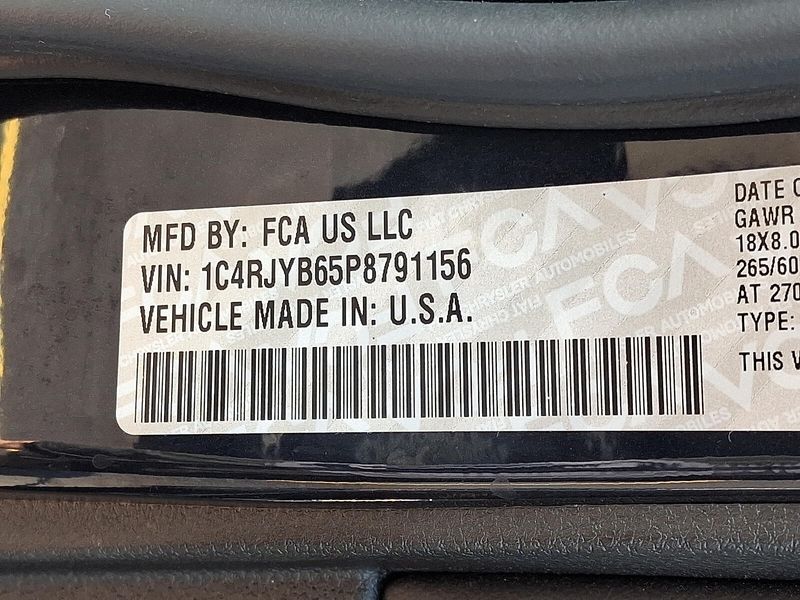 MFD BY: FCA US LLC
VIN: 1C4RJYB65P8791156
VEHICLE MADE IN: U.S.A.
DATE O
GAWR
18X8.0
265/60
AT 270
TYPE:
THIS V